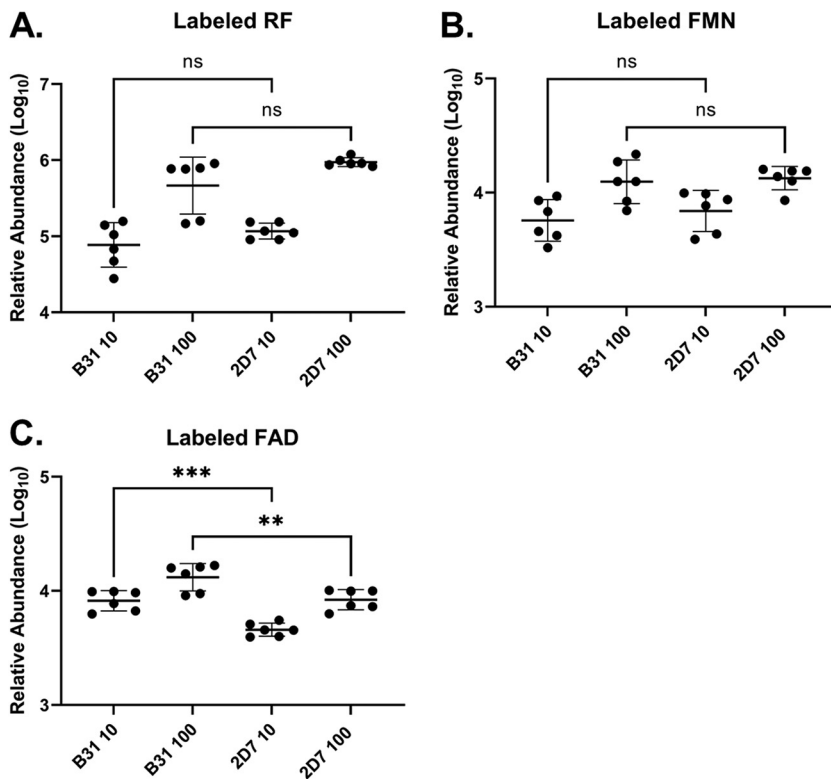 A.
Labeled RF
Relative Abundance (Log10)
7
6
5
4
ns
ns
B31 10
B31 100
2D7 10
2D7 100
B.
Labeled FMN
Relative Abundance (Log10)
5
4
3
ns
ns
B31 10
B31 100
2D7 10
2D7 100
C.
Labeled FAD
Relative Abundance (Log10)
5
4
3
***
**
B31 10
B31 100
2D7 10
2D7 100